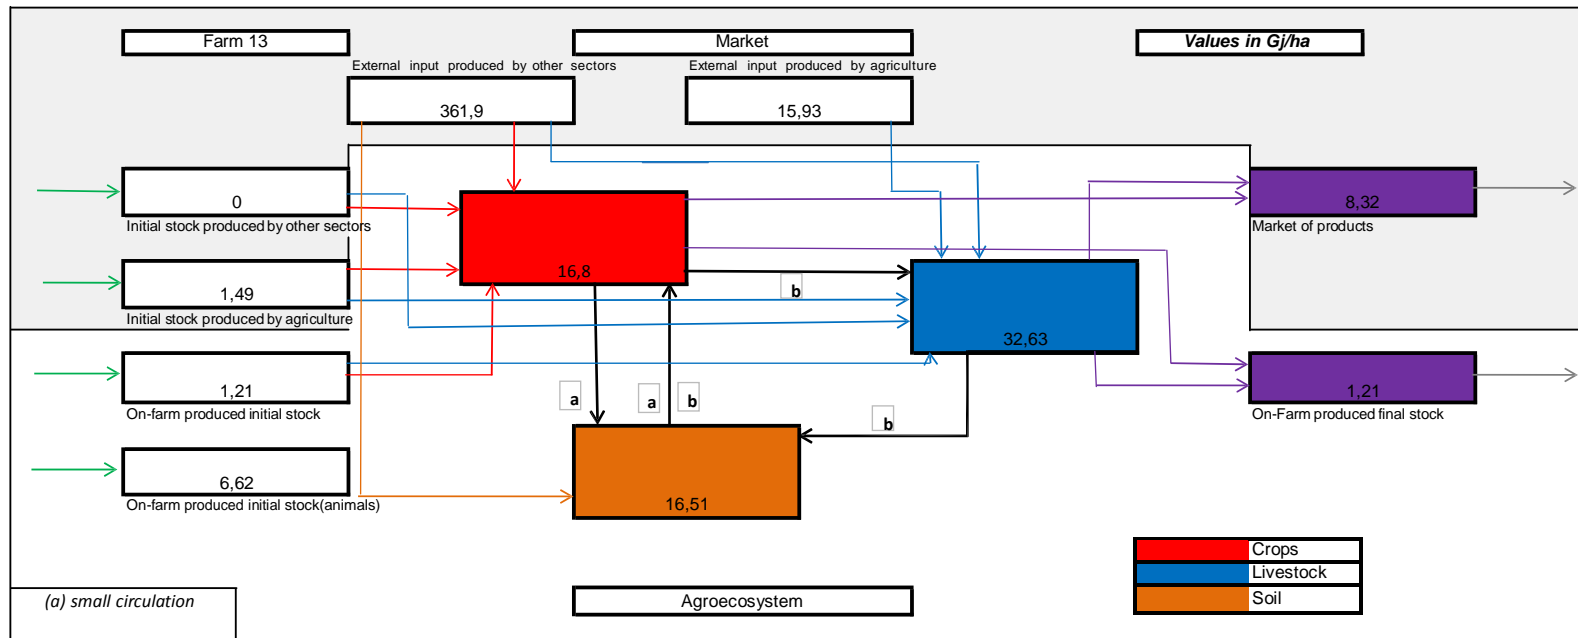 Farm 13
Market
Values in Gj/ha
External input produced by other sectors
External input produced by agriculture
361,9
15,93
0
Initial stock produced by other sectors
8,32
Market of products
16,8
b
1,49
Initial stock produced by agriculture
32,63
1,21
On-farm produced initial stock
a
a
b
b
1,21
On-Farm produced final stock
6,62
On-farm produced initial stock(animals)
16,51
Crops
Livestock
Soil
(a) small circulation
Agroecosystem